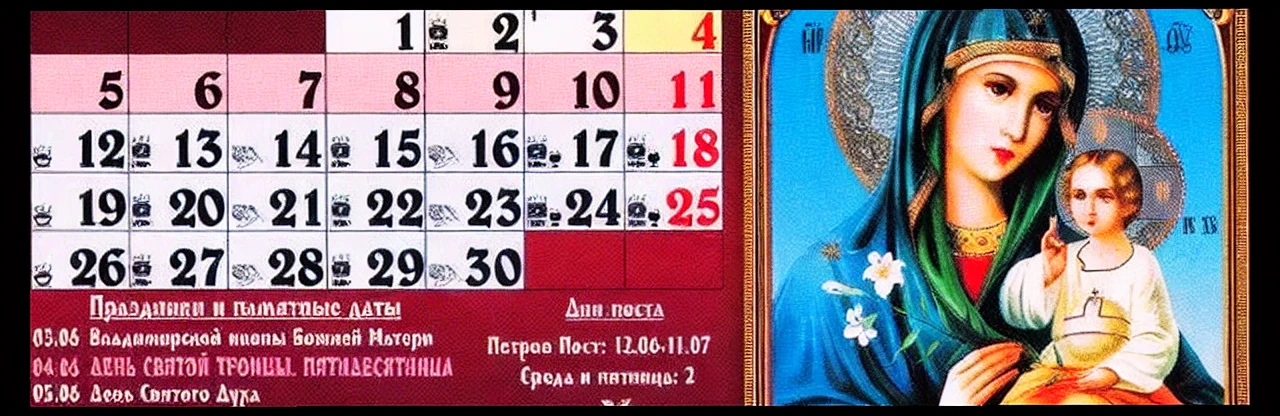 1 2 3 4
5 6 7 8 9 10 11
12 13 14 15 16 17 18
19 20 21 22 23 24 25
26 27 28 29 30
Праздники и памятные даты
03.06 Владимирской иконы Божией Матери
04.06 ДЕНЬ СВЯТОЙ ТРОИЦЫ. ПЯТИДЕСЯТНИЦА
05.06 День Святого Духа
Дни поста
Петров Пост: 12.06-11.07
Среда и пятница: 2